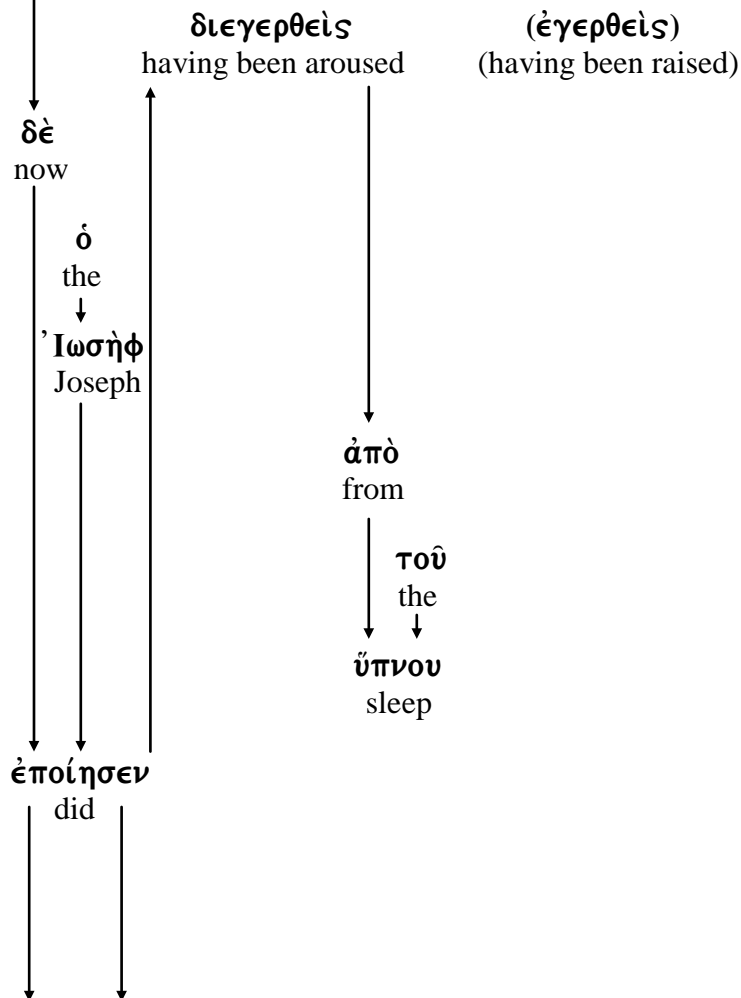 διεγερθεὶς (ἐγερθεὶς)
having been aroused (having been raised)
δὲ
now
ὁ
the
Ἰωσὴφ
Joseph
ἀπὸ
from
τοῦ
the
ὕπνου
sleep
ἐποίησεν
did